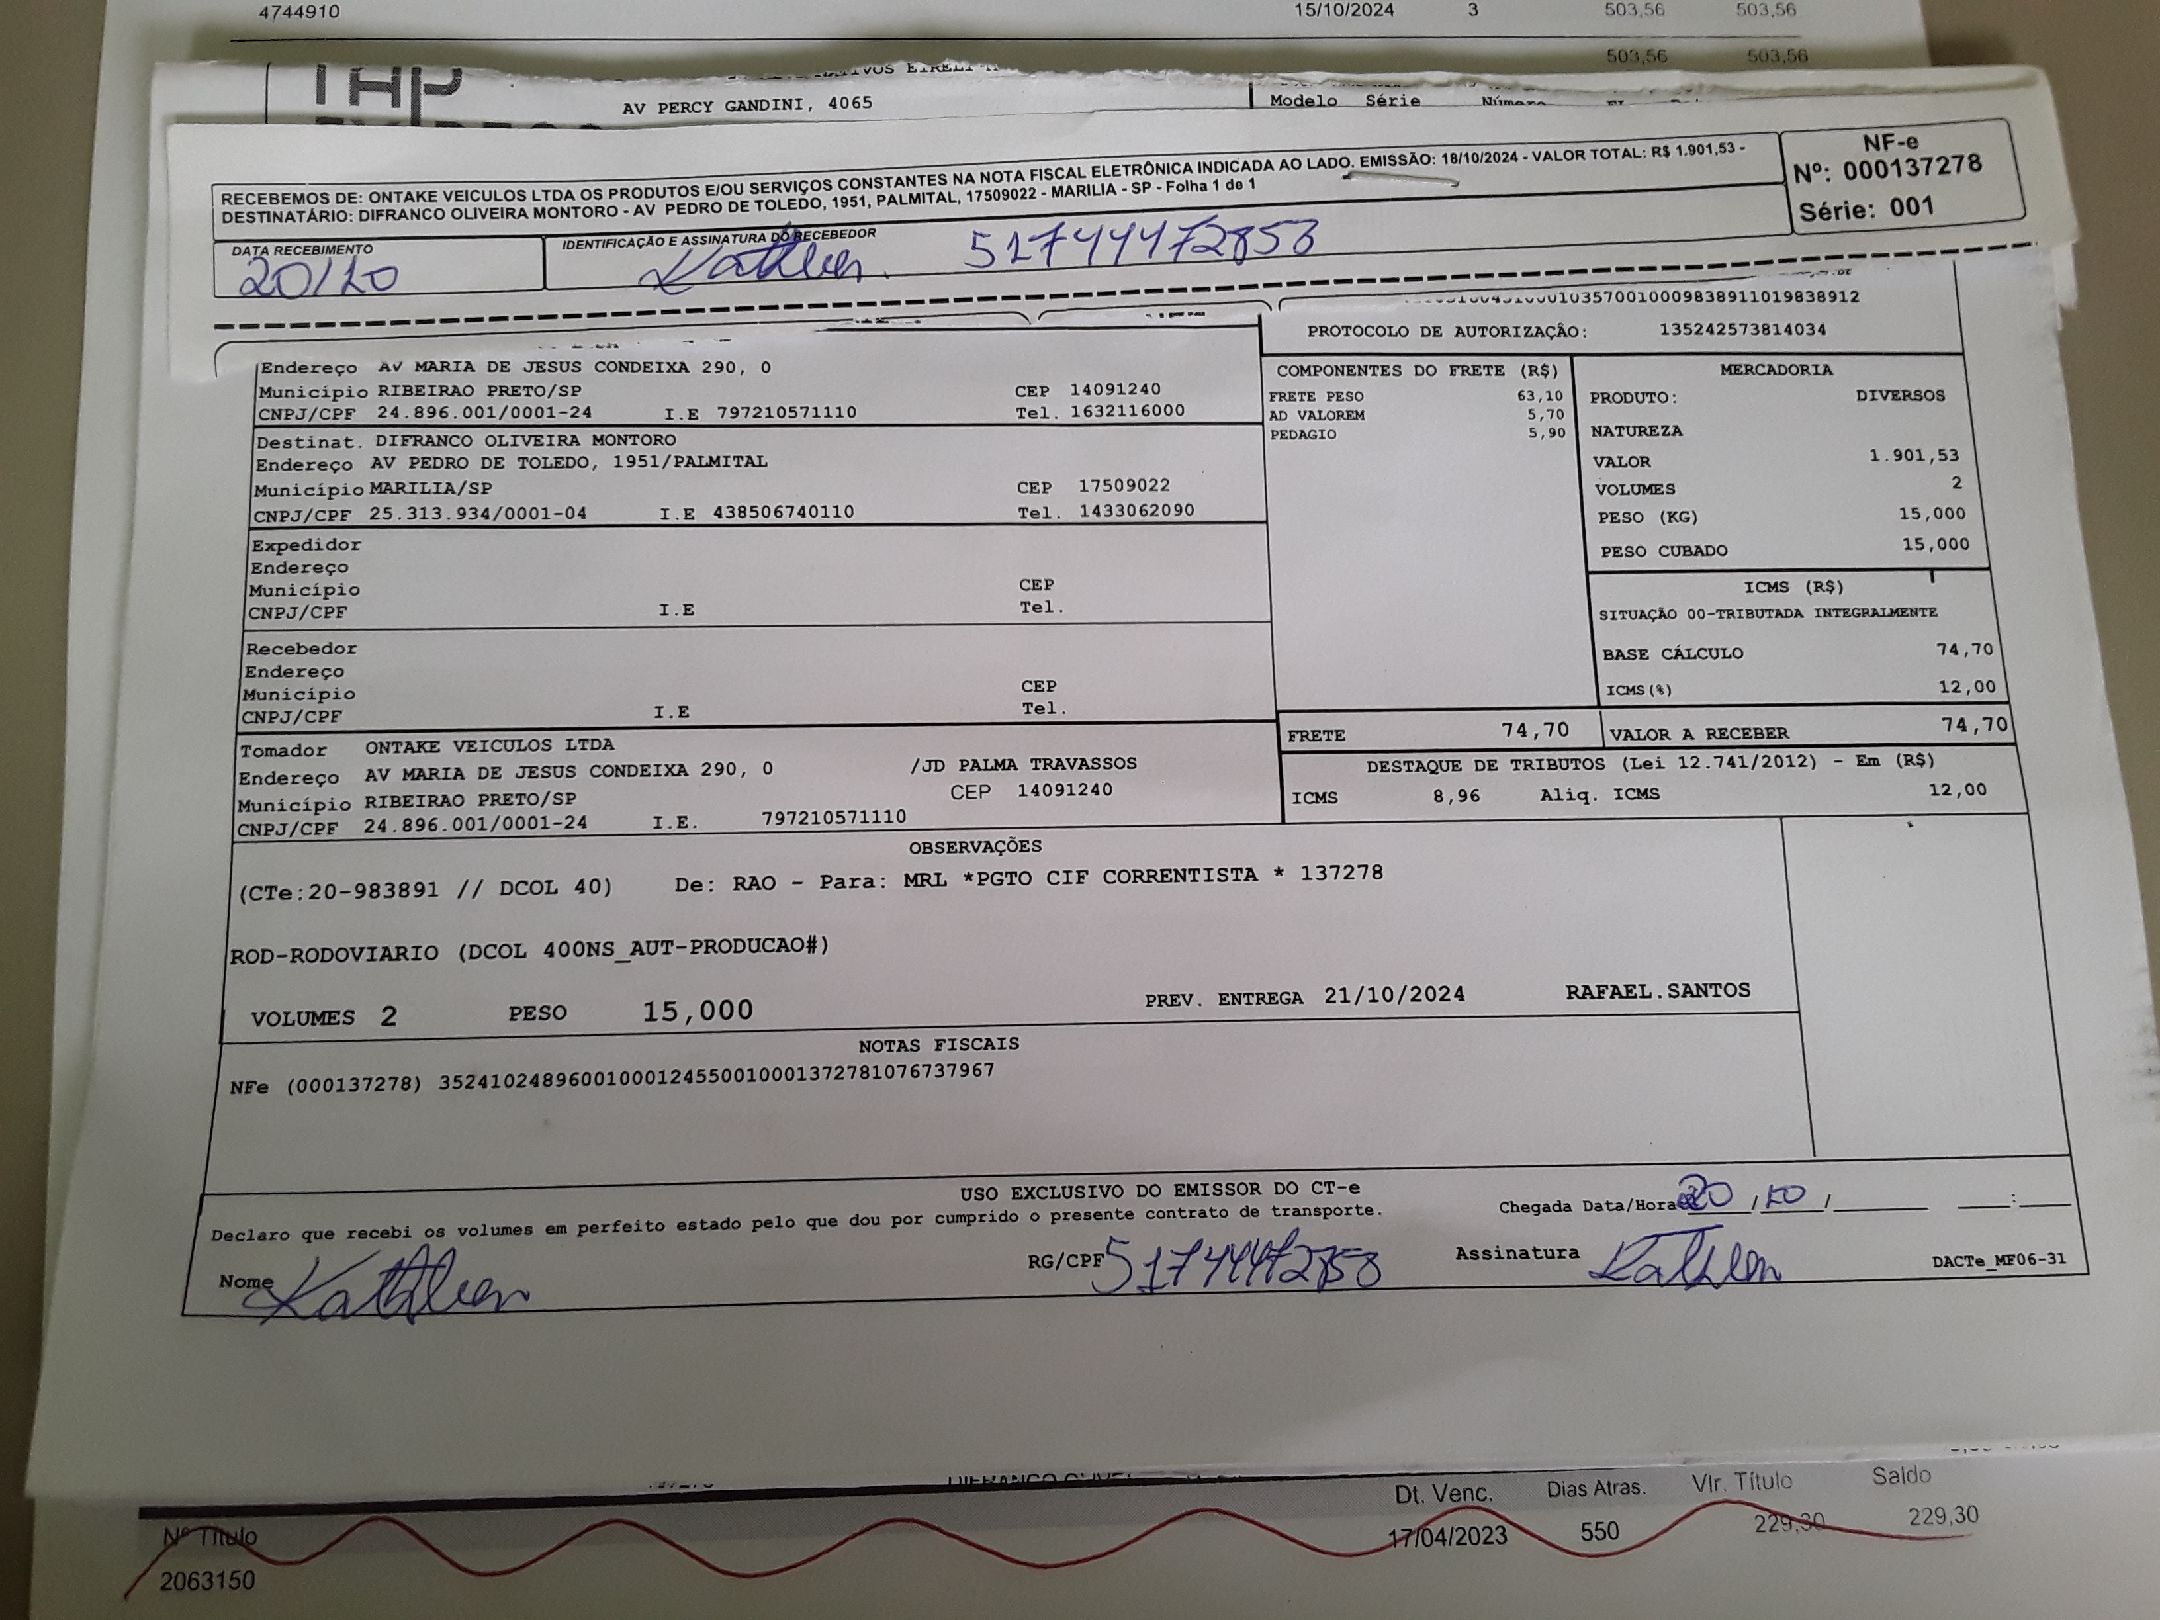 4744910 15/10/2024 3 503,56 503,56
503,56 503,56
AV PERCY GANDINI, 4065 Modelo Série Número
RECEBEMOS DE: ONTAKE VEICULOS LTDA OS PRODUTOS E/OU SERVIÇOS CONSTANTES NA NOTA FISCAL ELETRÔNICA INDICADA AO LADO. EMISSÃO: 18/10/2024 - VALOR TOTAL: R$ 1.901,53 -
DESTINATÁRIO: DIFRANCO OLIVEIRA MONTORO - AV PEDRO DE TOLEDO, 1951, PALMITAL, 17509022 - MARILIA - SP - Folha 1 de 1
NF-e
Nº: 000137278
Série: 001
DATA RECEBIMENTO
20/10
IDENTIFICAÇÃO E ASSINATURA DO RECEBEDOR
Kathleen 51744472858
PROTOCOLO DE AUTORIZAÇÃO: 135242573814034
Endereço AV MARIA DE JESUS CONDEIXA 290, 0
Município RIBEIRAO PRETO/SP CEP 14091240
CNPJ/CPF 24.896.001/0001-24 I.E 797210571110 Tel. 1632116000
Destinat. DIFRANCO OLIVEIRA MONTORO
Endereço AV PEDRO DE TOLEDO, 1951/PALMITAL
Município MARILIA/SP CEP 17509022
CNPJ/CPF 25.313.934/0001-04 I.E 438506740110 Tel. 1433062090
Expedidor
Endereço
Município CEP
CNPJ/CPF I.E Tel.
Recebedor
Endereço
Município CEP
CNPJ/CPF I.E Tel.
Tomador ONTAKE VEICULOS LTDA
Endereço AV MARIA DE JESUS CONDEIXA 290, 0 /JD PALMA TRAVASSOS
Município RIBEIRAO PRETO/SP CEP 14091240
CNPJ/CPF 24.896.001/0001-24 I.E. 797210571110
COMPONENTES DO FRETE (R$)
FRETE PESO 63,10
AD VALOREM 5,70
PEDAGIO 5,90
MERCADORIA
PRODUTO: DIVERSOS
NATUREZA
VALOR 1.901,53
VOLUMES 2
PESO (KG) 15,000
PESO CUBADO 15,000
ICMS (R$)
SITUAÇÃO 00-TRIBUTADA INTEGRALMENTE
BASE CÁLCULO 74,70
ICMS(%) 12,00
FRETE 74,70 VALOR A RECEBER 74,70
DESTAQUE DE TRIBUTOS (Lei 12.741/2012) - Em (R$)
ICMS 8,96 Aliq. ICMS 12,00
OBSERVAÇÕES
(CTe:20-983891 // DCOL 40) De: RAO - Para: MRL *PGTO CIF CORRENTISTA * 137278
ROD-RODOVIARIO (DCOL 400NS_AUT-PRODUCAO#)
VOLUMES 2 PESO 15,000 PREV. ENTREGA 21/10/2024 RAFAEL.SANTOS
NOTAS FISCAIS
NFe (000137278) 35241024896001000124550010001372781076737967
USO EXCLUSIVO DO EMISSOR DO CT-e
Declaro que recebi os volumes em perfeito estado pelo que dou por cumprido o presente contrato de transporte.
Chegada Data/Hora 20 / 10 / :
Nome Kathleen RG/CPF 51744472858 Assinatura Kathleen DACTe_MF06-31
Nº Título Dt. Venc. Dias Atras. Vlr. Título Saldo
2063150 17/04/2023 550 229,30 229,30